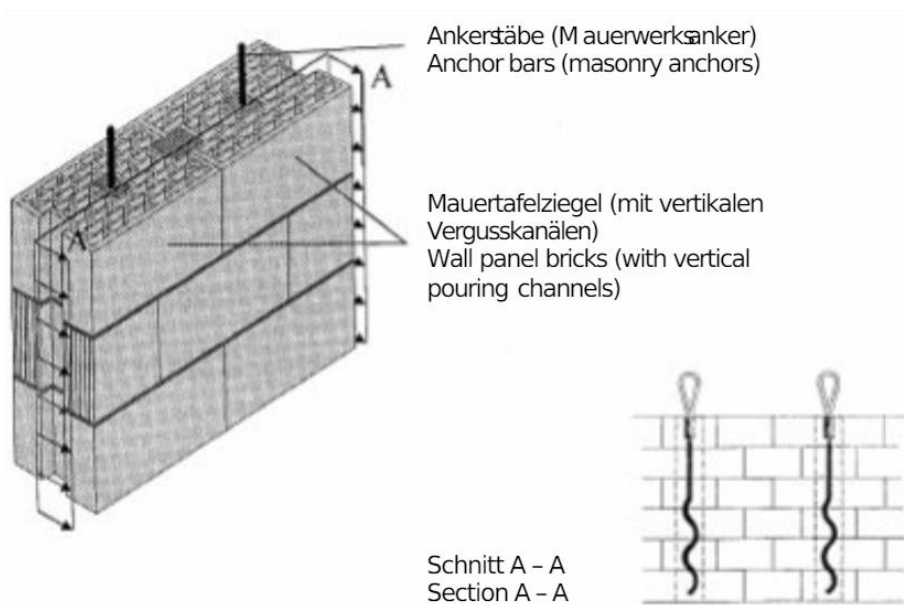 Ankerstäbe (Mauerwerksanker)
Anchor bars (masonry anchors)
A
Mauertafelziegel (mit vertikalen
Vergusskanälen)
Wall panel bricks (with vertical
pouring channels)
A
Schnitt A – A
Section A – A